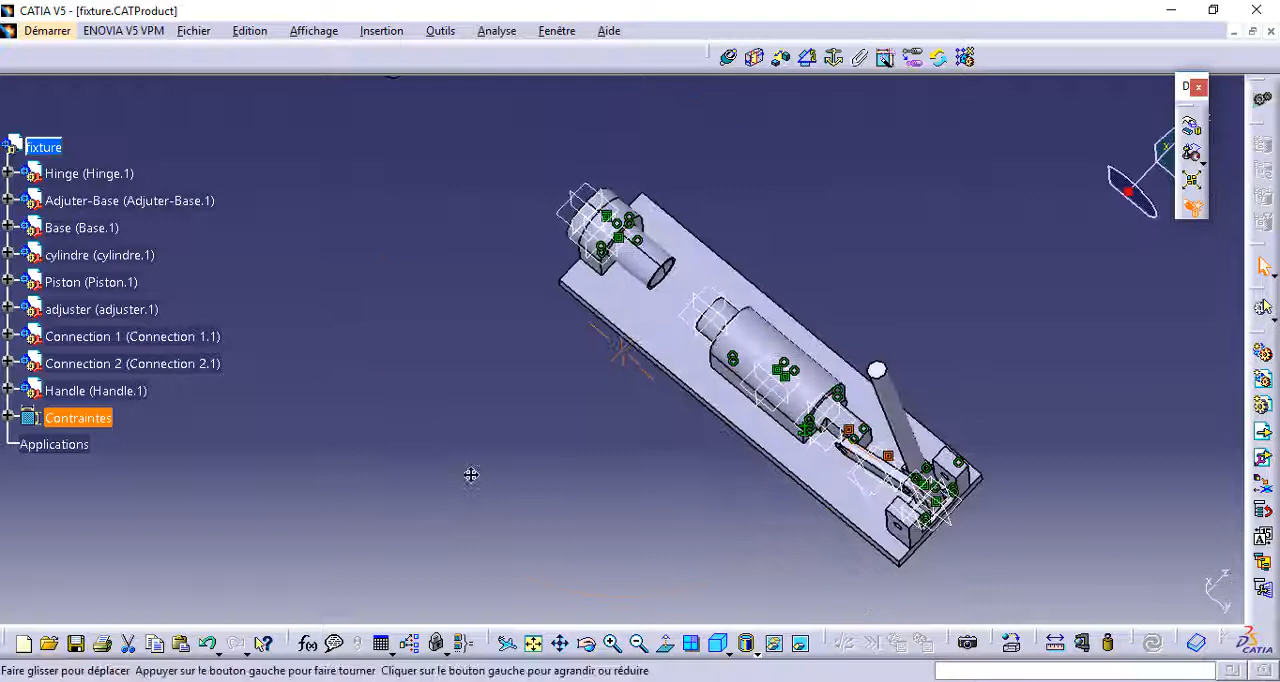 CATIA V5 - [fixture.CATProduct]
Démarrer ENOVIA V5 VPM Fichier Edition Affichage Insertion Outils Analyse Fenêtre Aide
D
fixture
Hinge (Hinge.1)
Adjuter-Base (Adjuter-Base.1)
Base (Base.1)
cylindre (cylindre.1)
Piston (Piston.1)
adjuster (adjuster.1)
Connection 1 (Connection 1.1)
Connection 2 (Connection 2.1)
Handle (Handle.1)
Contraintes
Applications
f(x)
CATIA
Faire glisser pour déplacer Appuyer sur le bouton gauche pour faire tourner Cliquer sur le bouton gauche pour agrandir ou réduire